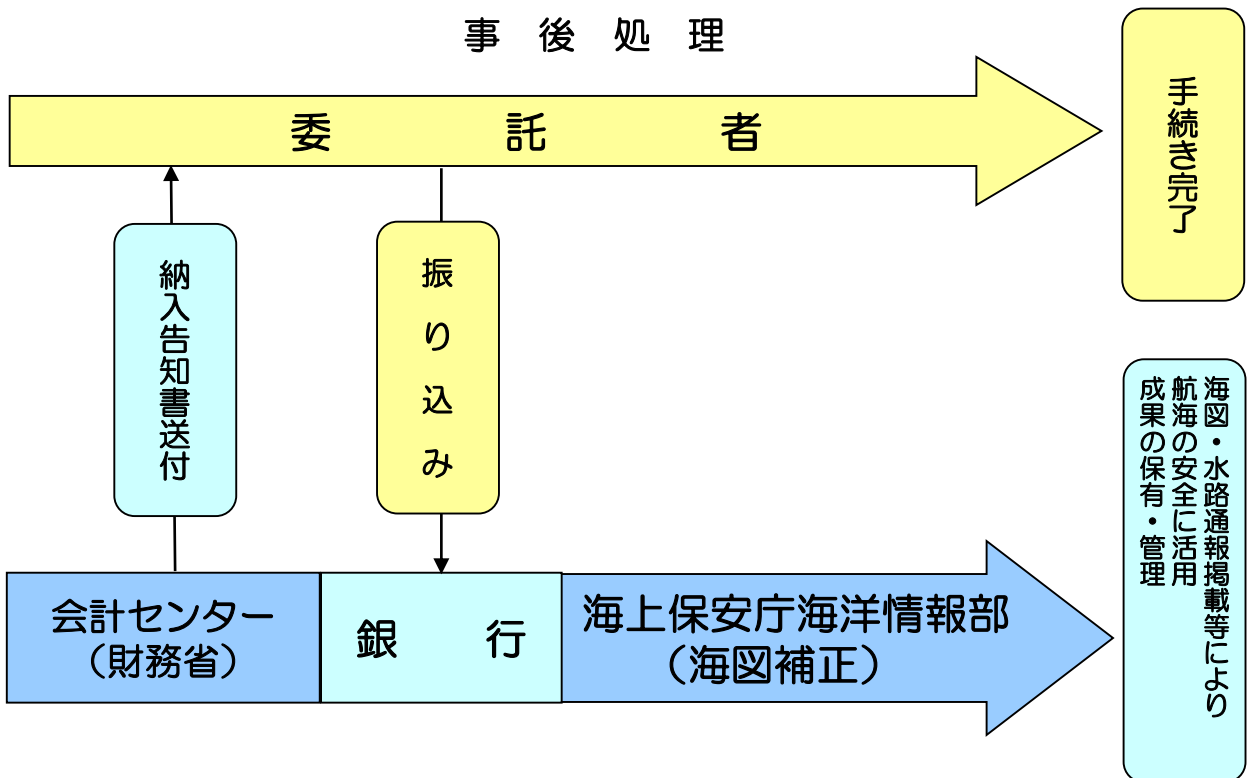 事 後 処 理
委 託 者
手続き完了
納入告知書送付
振り込み
会計センター
（財務省）
銀 行
海上保安庁海洋情報部
（海図補正）
海図・水路通報掲載等により
航海の安全に活用
成果の保有・管理